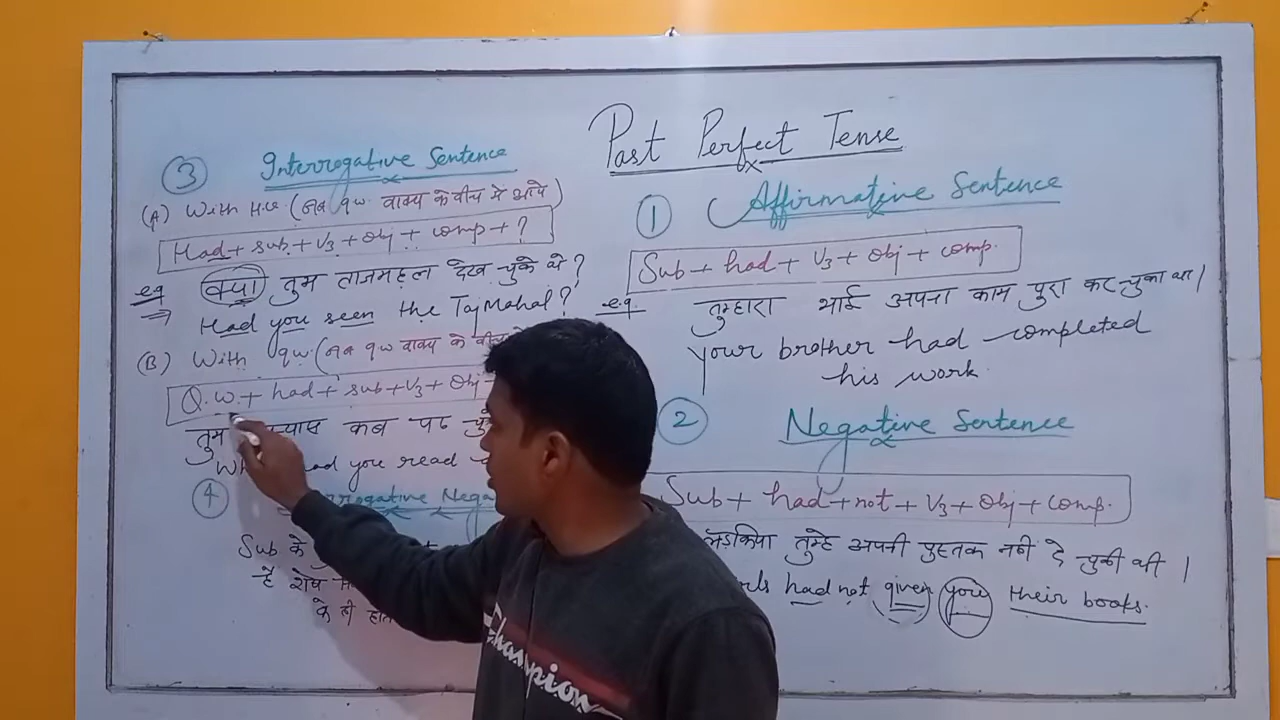 Past Perfect Tense
③ Interrogative Sentence
(A) With H.V. (जब q.w. वाक्य के बीच में आये)
Had + sub + V₃ + obj + comp + ?
e.g. ⇒ क्या तुम ताजमहल देख चुके थे ?
Had you seen the Taj Mahal ?
(B) With q.w. (जब q.w वाक्य के बीच
Q.W. + had + sub + V₃ + obj
तुम कब पढ़
had you read
④
Sub के
है शेष
के ही
① Affirmative Sentence
Sub + had + V₃ + obj + comp.
e.g. तुम्हारा भाई अपना काम पुरा कर चुका था।
your brother had completed
his work.
② Negative Sentence
Sub + had + not + V₃ + Obj + comp.
लड़कियां तुम्हे अपनी पुस्तक नहीं दे चुकी थी ।
had not given you their books.
Champion